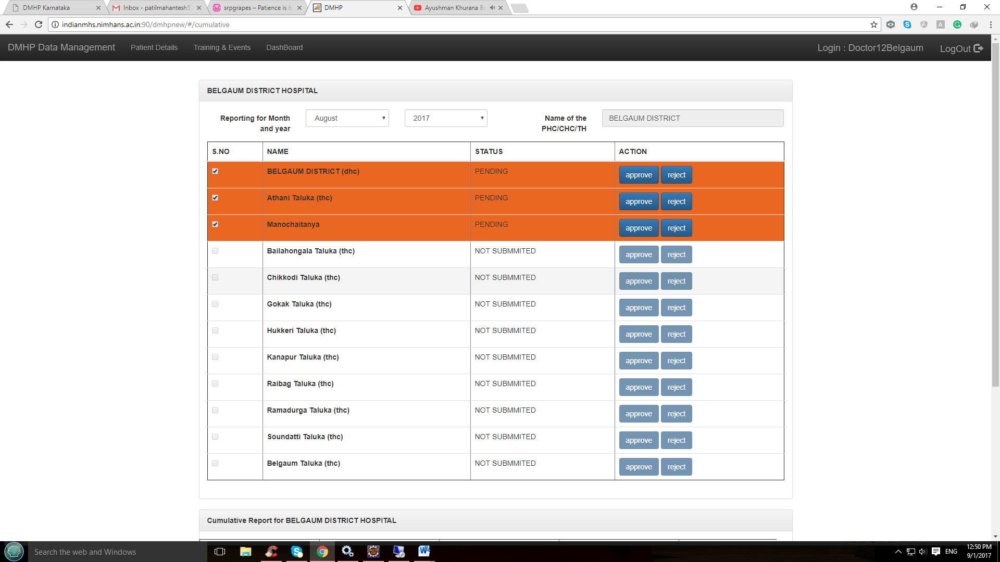 DMHP Karnataka
Inbox - patilmahantesh5
srpgrapes – Patience is b
DMHP
Ayushman Khurana Be
indianmhs.nimhans.ac.in:90/dmhpnew/#/cumulative
DMHP Data Management Patient Details Training & Events DashBoard Login : Doctor12Belgaum LogOut
BELGAUM DISTRICT HOSPITAL
Reporting for Month and year August 2017 Name of the PHC/CHC/TH BELGAUM DISTRICT
S.NO NAME STATUS ACTION
BELGAUM DISTRICT (dhc) PENDING approve reject
Athani Taluka (thc) PENDING approve reject
Manochaitanya PENDING approve reject
Bailahongala Taluka (thc) NOT SUBMMITED approve reject
Chikkodi Taluka (thc) NOT SUBMMITED approve reject
Gokak Taluka (thc) NOT SUBMMITED approve reject
Hukkeri Taluka (thc) NOT SUBMMITED approve reject
Kanapur Taluka (thc) NOT SUBMMITED approve reject
Raibag Taluka (thc) NOT SUBMMITED approve reject
Ramadurga Taluka (thc) NOT SUBMMITED approve reject
Soundatti Taluka (thc) NOT SUBMMITED approve reject
Belgaum Taluka (thc) NOT SUBMMITED approve reject
Cumulative Report for BELGAUM DISTRICT HOSPITAL
Search the web and Windows
ENG
12:50 PM
9/1/2017